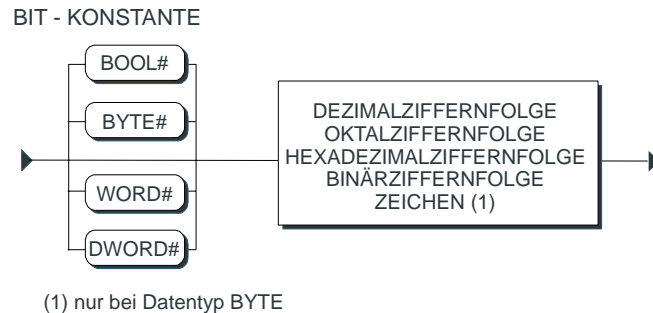 BIT - KONSTANTE
BOOL#
BYTE#
WORD#
DWORD#
DEZIMALZIFFERNFOLGE
OKTALZIFFERNFOLGE
HEXADEZIMALZIFFERNFOLGE
BINÄRZIFFERNFOLGE
ZEICHEN (1)
(1) nur bei Datentyp BYTE